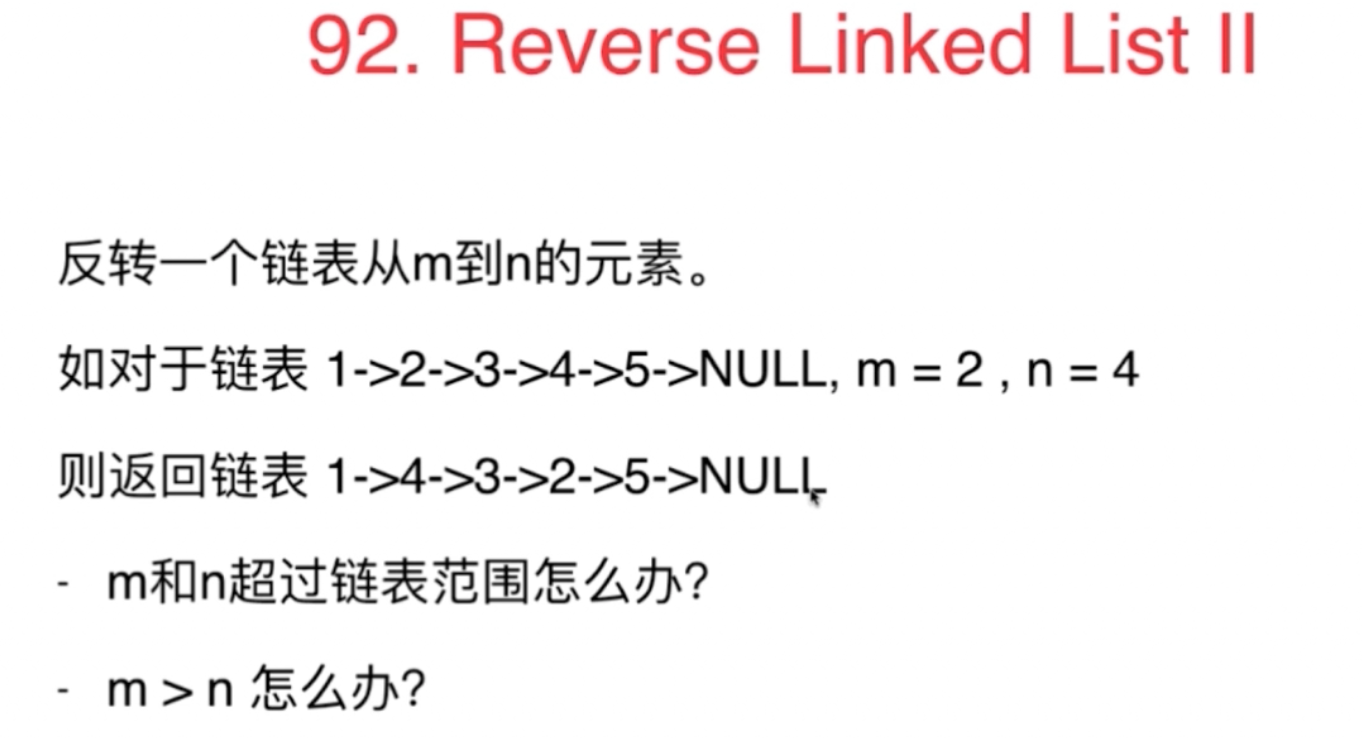 92. Reverse Linked List II
反转一个链表从m到n的元素。
如对于链表 1->2->3->4->5->NULL, m = 2 , n = 4
则返回链表 1->4->3->2->5->NULL
- m和n超过链表范围怎么办?
- m > n 怎么办?